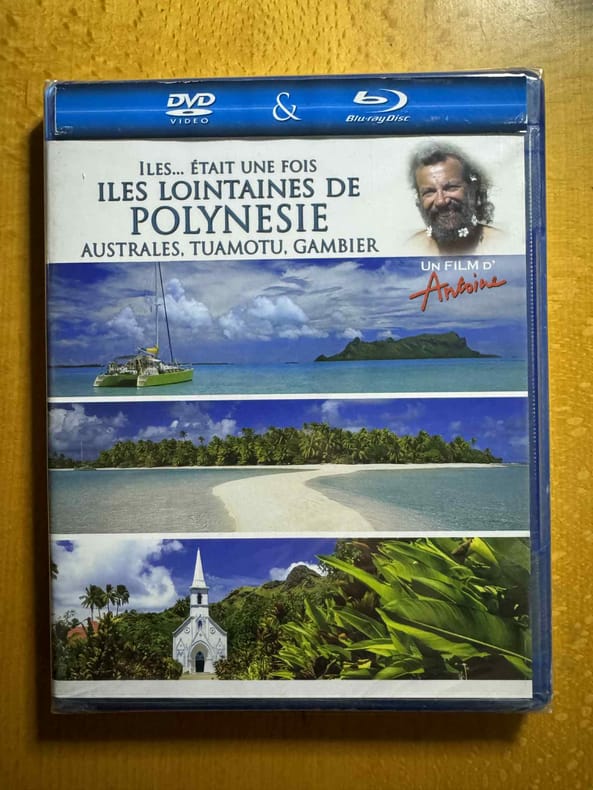 DVD
VIDEO
&
Blu-ray Disc
ILES... ÉTAIT UNE FOIS
ILES LOINTAINES DE
POLYNESIE
AUSTRALES, TUAMOTU, GAMBIER
UN FILM D'
Antoine